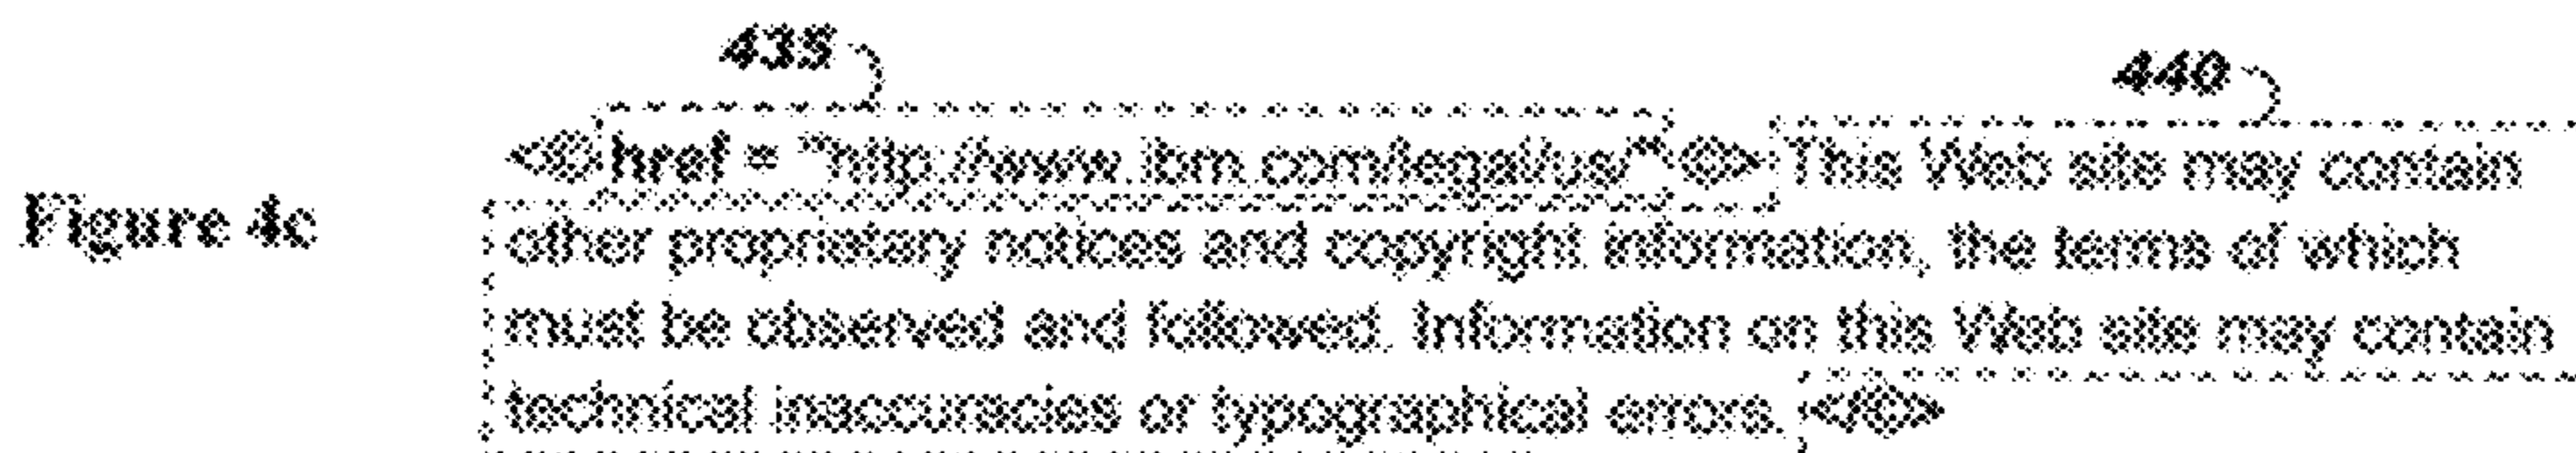 435
440
<©href = "http://www.ibm.com/legal/us/"©>This Web site may contain
Figure 4c
other proprietary notices and copyright information, the terms of which
must be observed and followed. Information on this Web site may contain
technical inaccuracies or typographical errors.</©>